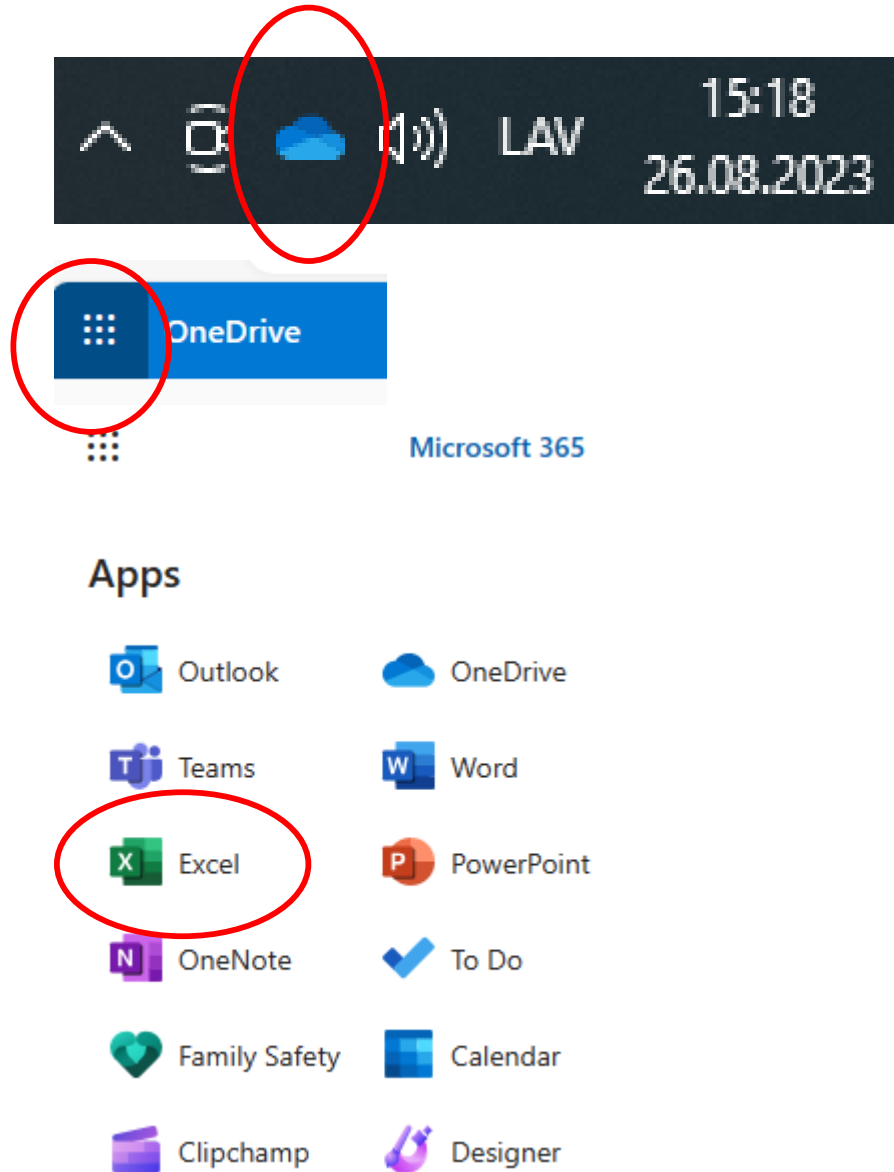 LAV
15:18
26.08.2023
OneDrive
Microsoft 365
Apps
Outlook OneDrive
Teams Word
Excel PowerPoint
OneNote To Do
Family Safety Calendar
Clipchamp Designer